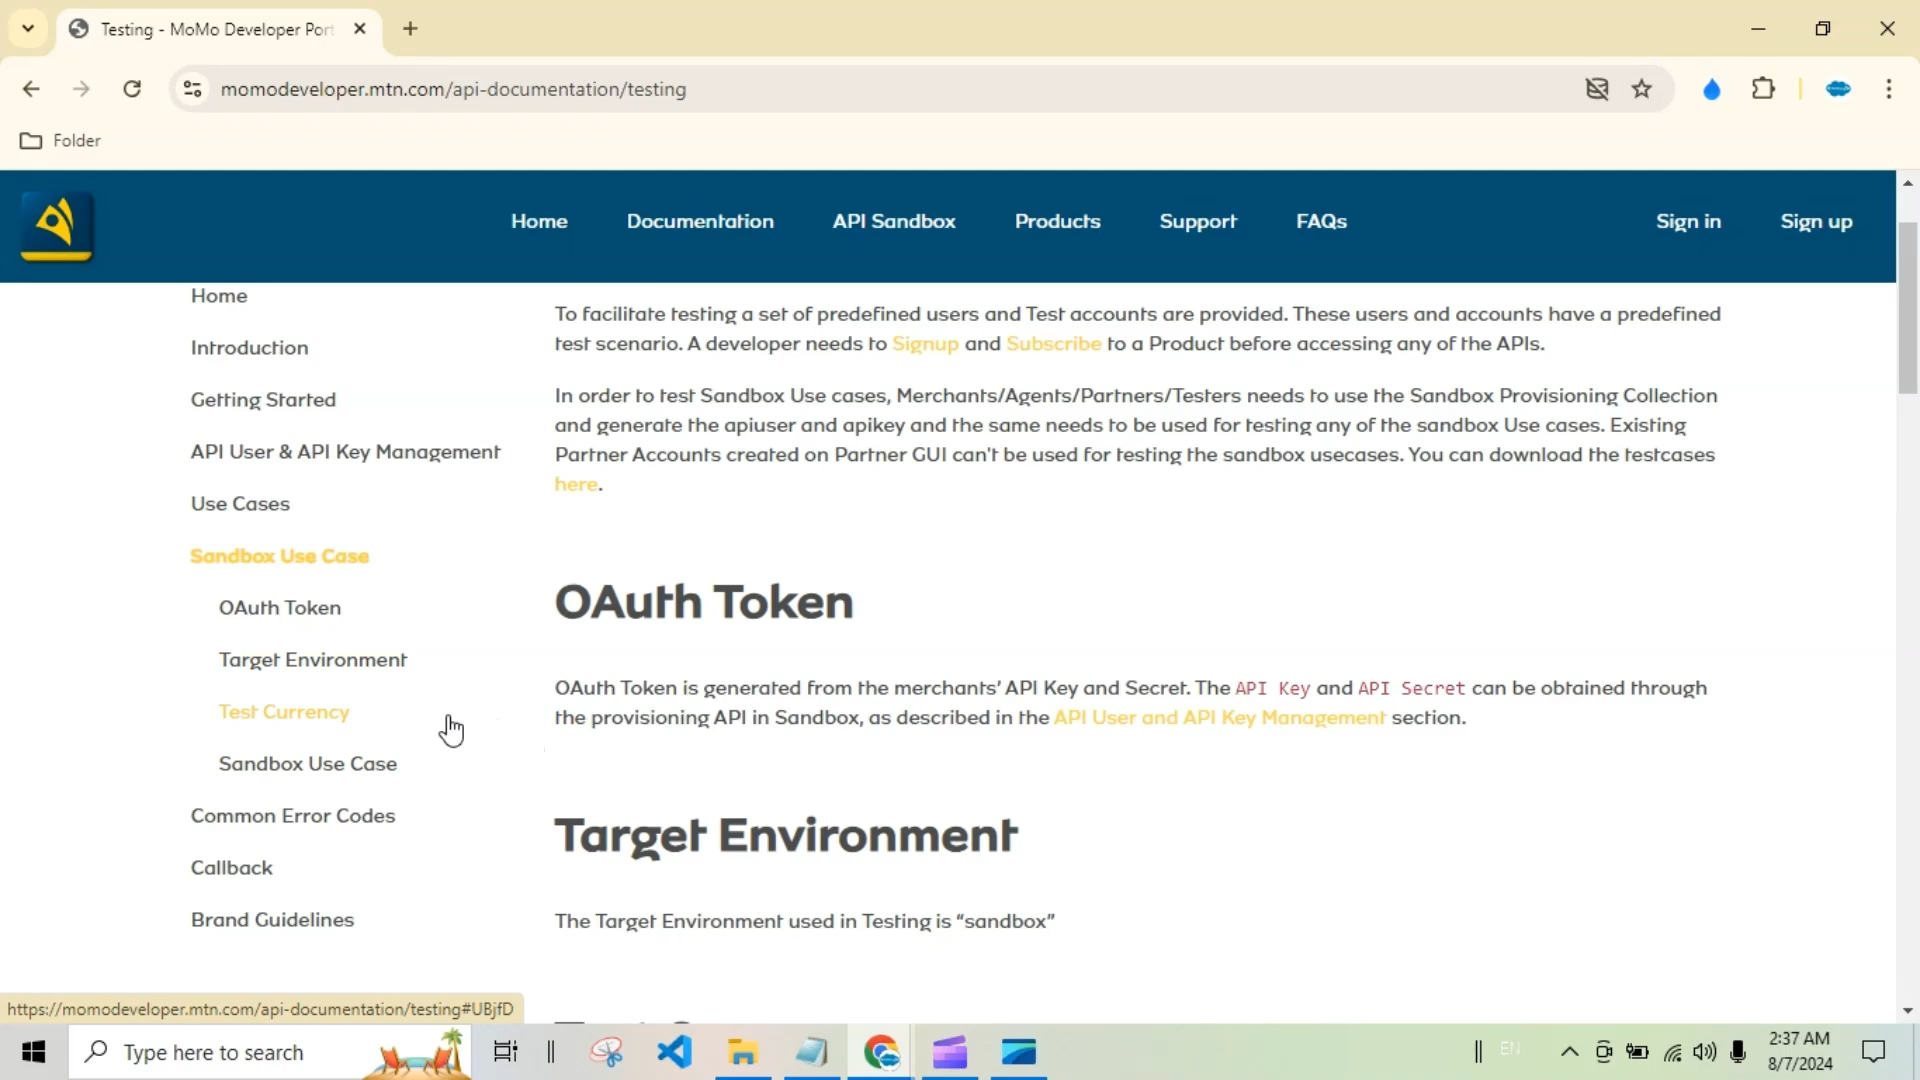 Testing - MoMo Developer Port
momodeveloper.mtn.com/api-documentation/testing
Folder
Home Documentation API Sandbox Products Support FAQs Sign in Sign up
Home
Introduction
Getting Started
API User & API Key Management
Use Cases
Sandbox Use Case
OAuth Token
Target Environment
Test Currency
Sandbox Use Case
Common Error Codes
Callback
Brand Guidelines
To facilitate testing a set of predefined users and Test accounts are provided. These users and accounts have a predefined
test scenario. A developer needs to Signup and Subscribe to a Product before accessing any of the APIs.
In order to test Sandbox Use cases, Merchants/Agents/Partners/Testers needs to use the Sandbox Provisioning Collection
and generate the apiuser and apikey and the same needs to be used for testing any of the sandbox Use cases. Existing
Partner Accounts created on Partner GUI can't be used for testing the sandbox usecases. You can download the testcases
here.
OAuth Token
OAuth Token is generated from the merchants' API Key and Secret. The API Key and API Secret can be obtained through
the provisioning API in Sandbox, as described in the API User and API Key Management section.
Target Environment
The Target Environment used in Testing is “sandbox”
https://momodeveloper.mtn.com/api-documentation/testing#UBjfD
Type here to search
EN
2:37 AM
8/7/2024